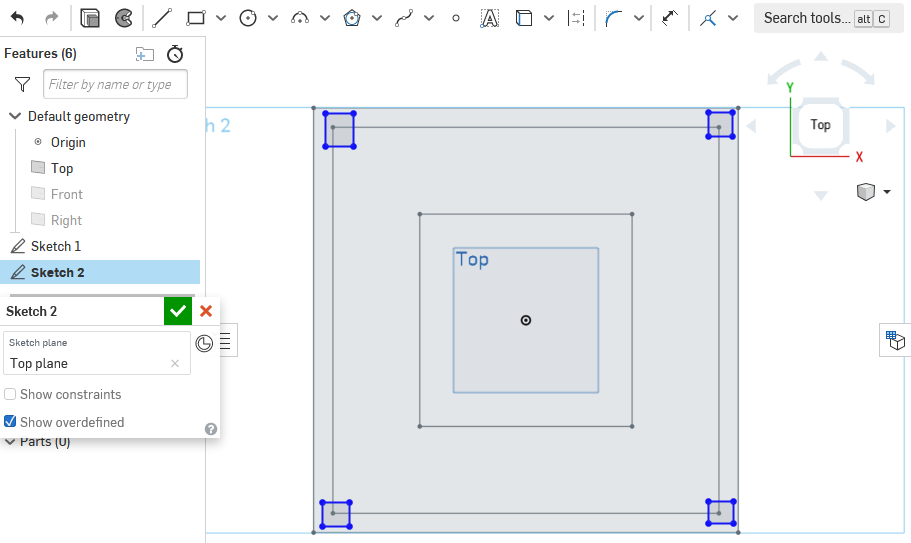 Search tools... alt C
Features (6)
Filter by name or type
Default geometry
Origin
Top
Front
Right
Sketch 1
Sketch 2
Sketch 2
Sketch plane
Top plane
Show constraints
Show overdefined
Parts (0)
h 2
Top
Y
Top
X